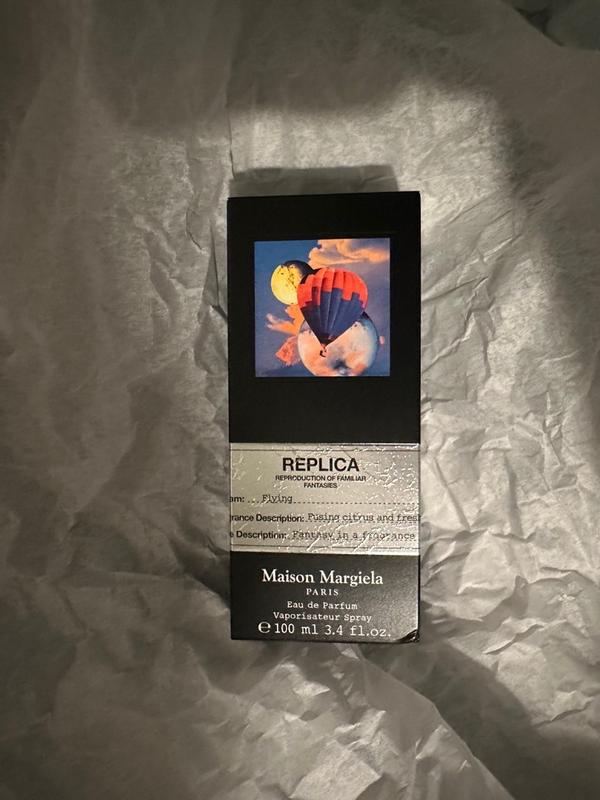 REPLICA
REPRODUCTION OF FAMILIAR
FANTASIES
am: ... Flying
rance Description: Fusing citrus and fres
e Description: Fantasy in a fragrance
Maison Margiela
PARIS
Eau de Parfum
Vaporisateur Spray
℮ 100 ml 3.4 fl.oz.